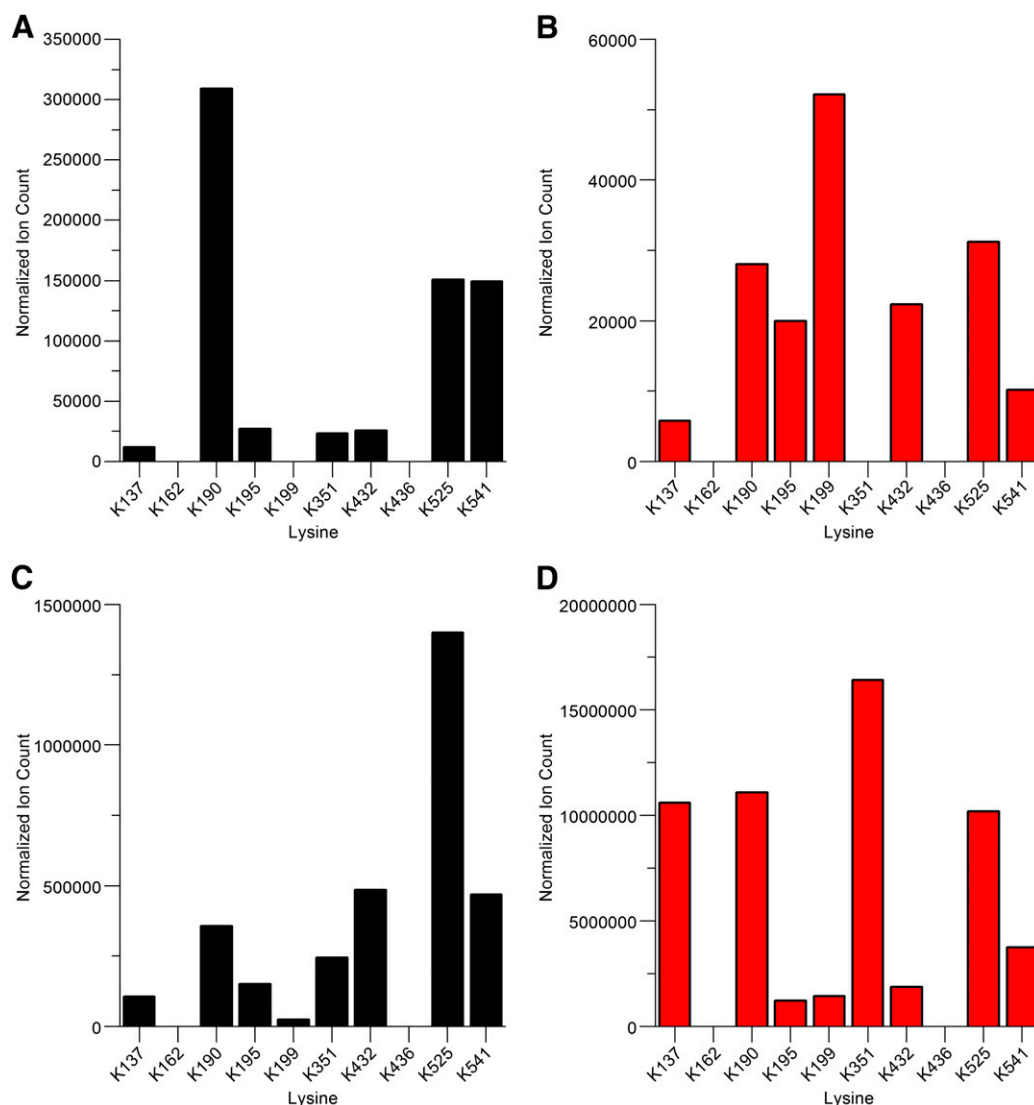 A
Normalized Ion Count
350000
300000
250000
200000
150000
100000
50000
0
K137
K162
K190
K195
K199
K351
K432
K436
K525
K541
Lysine
B
Normalized Ion Count
60000
40000
20000
0
K137
K162
K190
K195
K199
K351
K432
K436
K525
K541
Lysine
C
Normalized Ion Count
1500000
1000000
500000
0
K137
K162
K190
K195
K199
K351
K432
K436
K525
K541
Lysine
D
Normalized Ion Count
20000000
15000000
10000000
5000000
0
K137
K162
K190
K195
K199
K351
K432
K436
K525
K541
Lysine